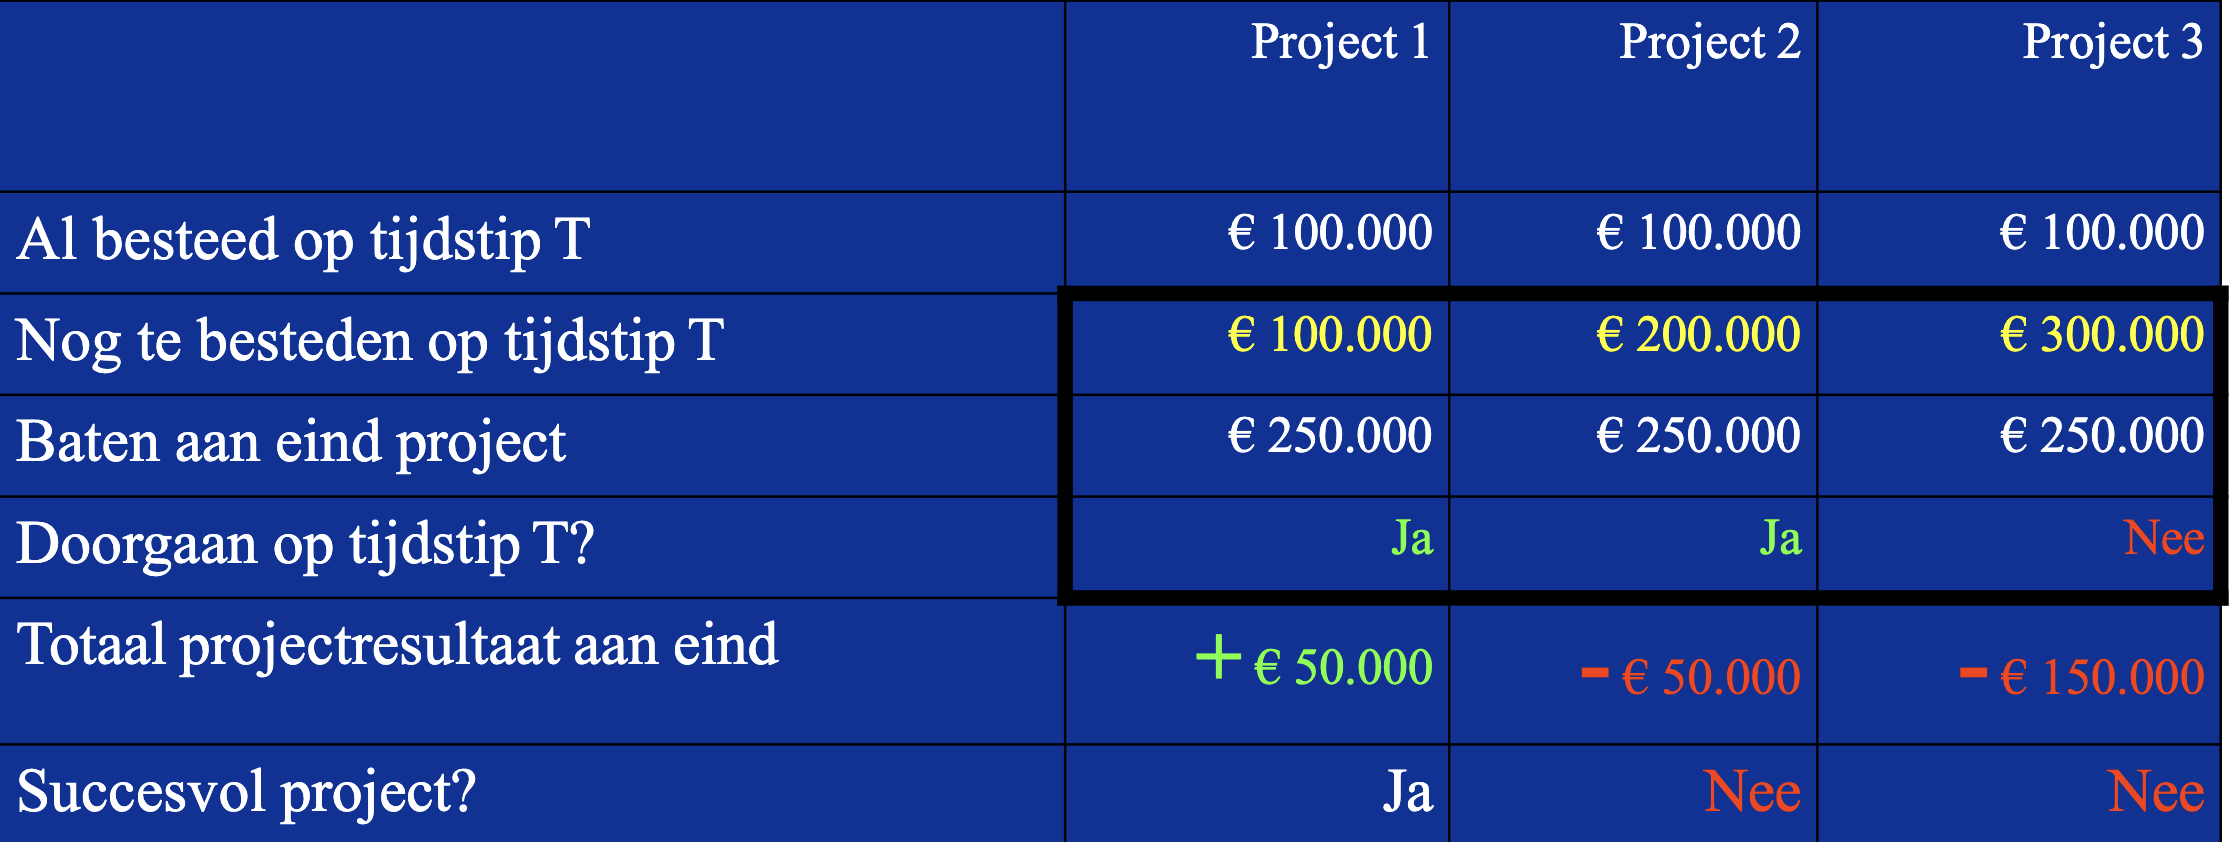 Project 1 Project 2 Project 3
Al besteed op tijdstip T € 100.000 € 100.000 € 100.000
Nog te besteden op tijdstip T € 100.000 € 200.000 € 300.000
Baten aan eind project € 250.000 € 250.000 € 250.000
Doorgaan op tijdstip T? Ja Ja Nee
Totaal projectresultaat aan eind + € 50.000 - € 50.000 - € 150.000
Succesvol project? Ja Nee Nee